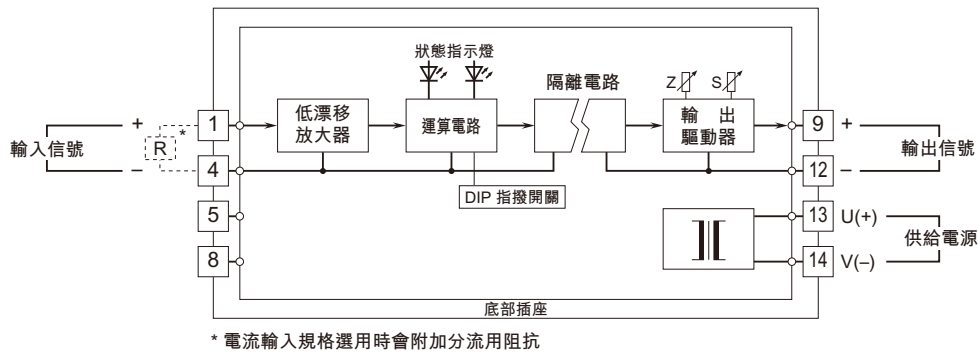 狀態指示燈
隔離電路
Z
S
輸入信號
+
–
R
*
1
4
5
8
低漂移
放大器
運算電路
輸出
驅動器
DIP 指撥開關
9
12
13
14
+
–
輸出信號
U(+)
V(–)
供給電源
底部插座
* 電流輸入規格選用時會附加分流用阻抗